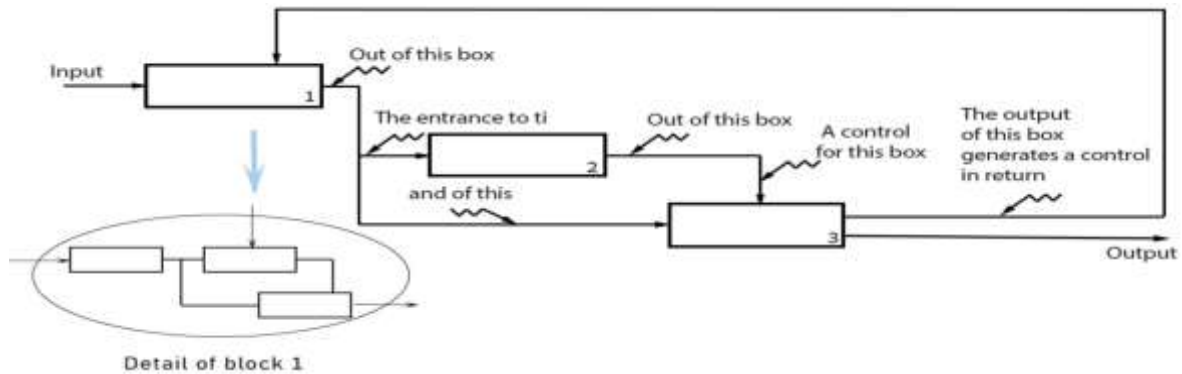 Input
1
Out of this box
The entrance to ti
2
Out of this box
and of this
A control
for this box
3
The output
of this box
generates a control
in return
Output
Detail of block 1